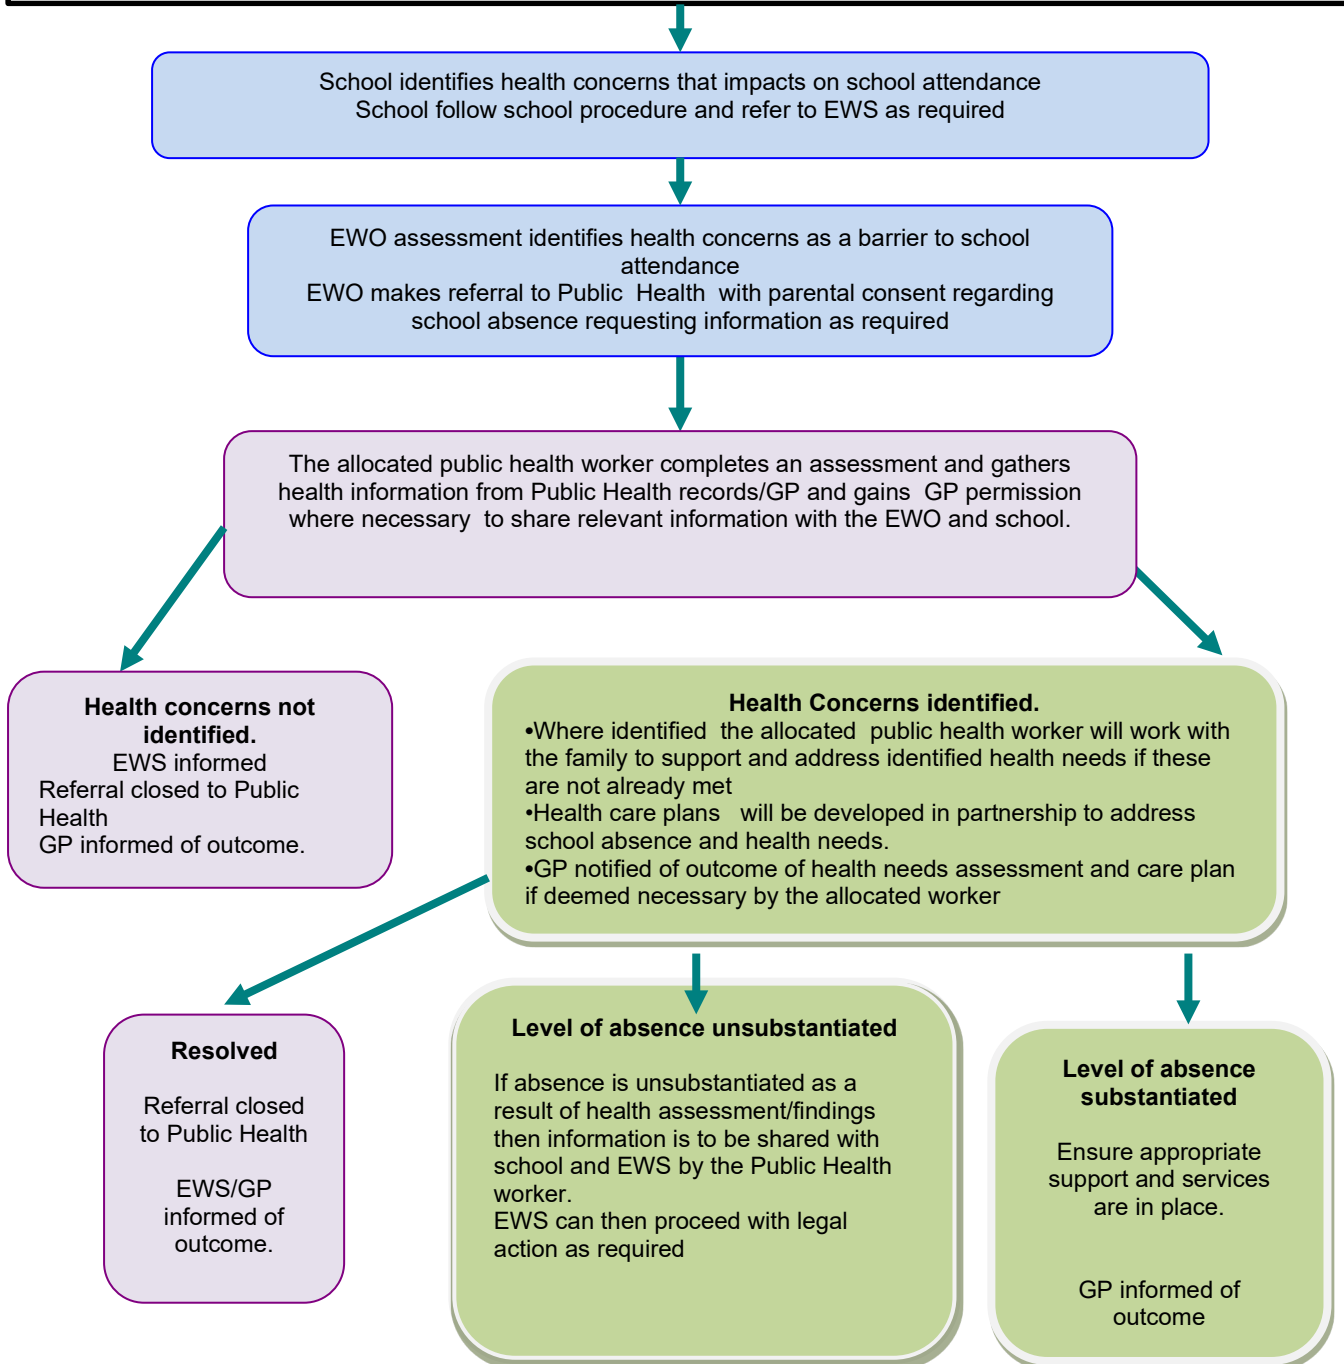 School identifies health concerns that impacts on school attendance
School follow school procedure and refer to EWS as required
EWO assessment identifies health concerns as a barrier to school
attendance
EWO makes referral to Public  Health  with parental consent regarding
school absence requesting information as required
The allocated public health worker completes an assessment and gathers
health information from Public Health records/GP and gains  GP permission
where necessary  to share relevant information with the EWO and school.
Health concerns not
identified.
EWS informed
Referral closed to Public
Health
GP informed of outcome.
Health Concerns identified.
•Where identified  the allocated  public health worker will work with
the family to support and address identified health needs if these
are not already met
•Health care plans   will be developed in partnership to address
school absence and health needs.
•GP notified of outcome of health needs assessment and care plan
if deemed necessary by the allocated worker
Resolved
Referral closed
to Public Health
EWS/GP
informed of
outcome.
Level of absence unsubstantiated
If absence is unsubstantiated as a
result of health assessment/findings
then information is to be shared with
school and EWS by the Public Health
worker.
EWS can then proceed with legal
action as required
Level of absence
substantiated
Ensure appropriate
support and services
are in place.
GP informed of
outcome